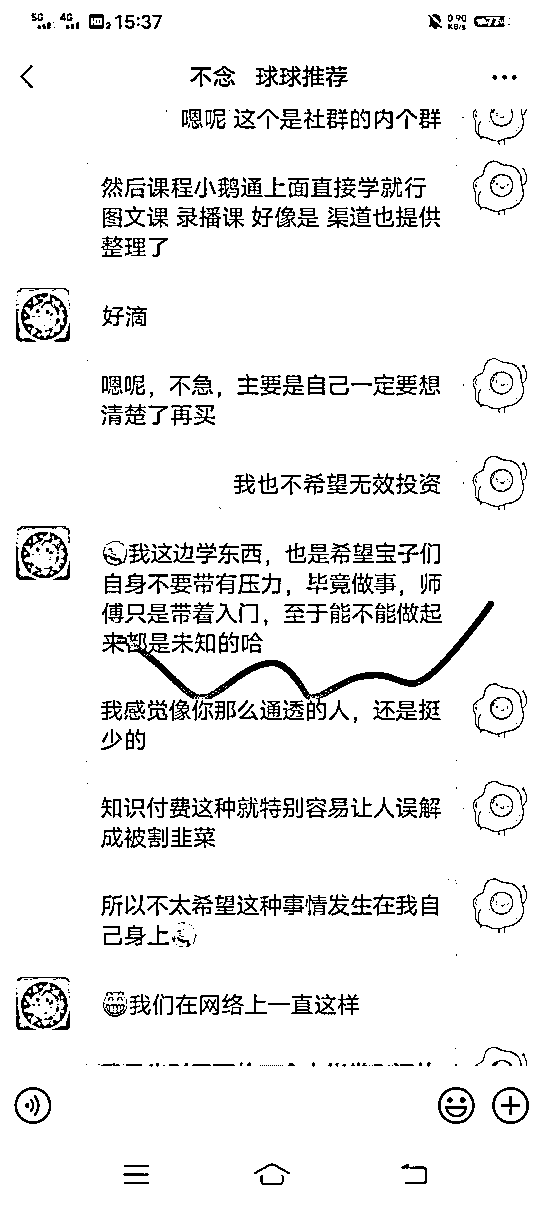 5G 4G HD 2 15:37 0.90 KB/s 77
不念 球球推荐
嗯呢 这个是社群的内个群
然后课程小鹅通上面直接学就行
图文课 录播课 好像是 渠道也提供
整理了
好滴
嗯呢，不急，主要是自己一定要想
清楚了再买
我也不希望无效投资
我这边学东西，也是希望宝子们
自身不要带有压力，毕竟做事，师
傅只是带着入门，至于能不能做起
来都是未知的哈
我感觉像你那么通透的人，还是挺
少的
知识付费这种就特别容易让人误解
成被割韭菜
所以不太希望这种事情发生在我自
己身上
我们在网络上一直这样